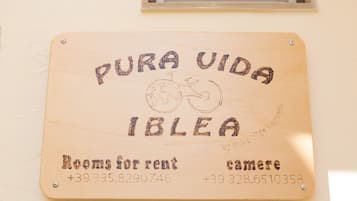 PURA VIDA
IBLEA
Rooms for rent camere
+39 335.8290746 +39 328.6510358